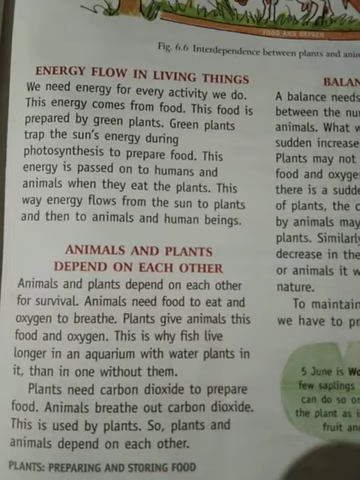 FOOD AND OXYGEN
Fig. 6.6 Interdependence between plants and
ENERGY FLOW IN LIVING THINGS
We need energy for every activity we do.
This energy comes from food. This food is
prepared by green plants. Green plants
trap the sun's energy during
photosynthesis to prepare food. This
energy is passed on to humans and
animals when they eat the plants. This
way energy flows from the sun to plants
and then to animals and human beings.
ANIMALS AND PLANTS
DEPEND ON EACH OTHER
Animals and plants depend on each other
for survival. Animals need food to eat and
oxygen to breathe. Plants give animals this
food and oxygen. This is why fish live
longer in an aquarium with water plants in
it, than in one without them.
Plants need carbon dioxide to prepare
food. Animals breathe out carbon dioxide.
This is used by plants. So, plants and
animals depend on each other.
PLANTS: PREPARING AND STORING FOOD
A balance needs
between the
animals. What
sudden increase
Plants may not
food and
there is a
of plants, the
by animals may
plants.
decrease in the
or animals it
nature.
To maintain
we have to
5 June is
few saplings
can do so
the plant as
fruit